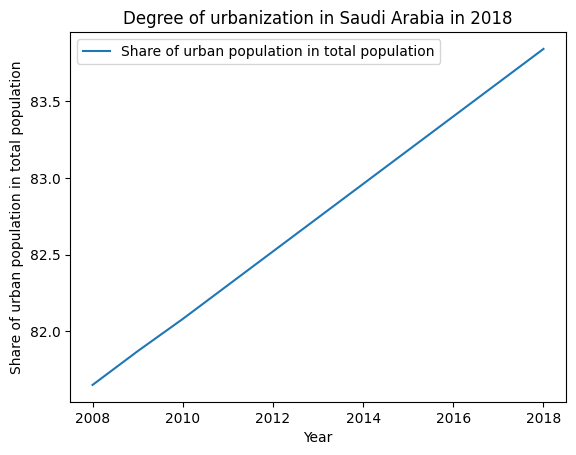 Degree of urbanization in Saudi Arabia in 2018
Share of urban population in total population
Share of urban population in total population
83.5
83.0
82.5
82.0
2008 2010 2012 2014 2016 2018
Year